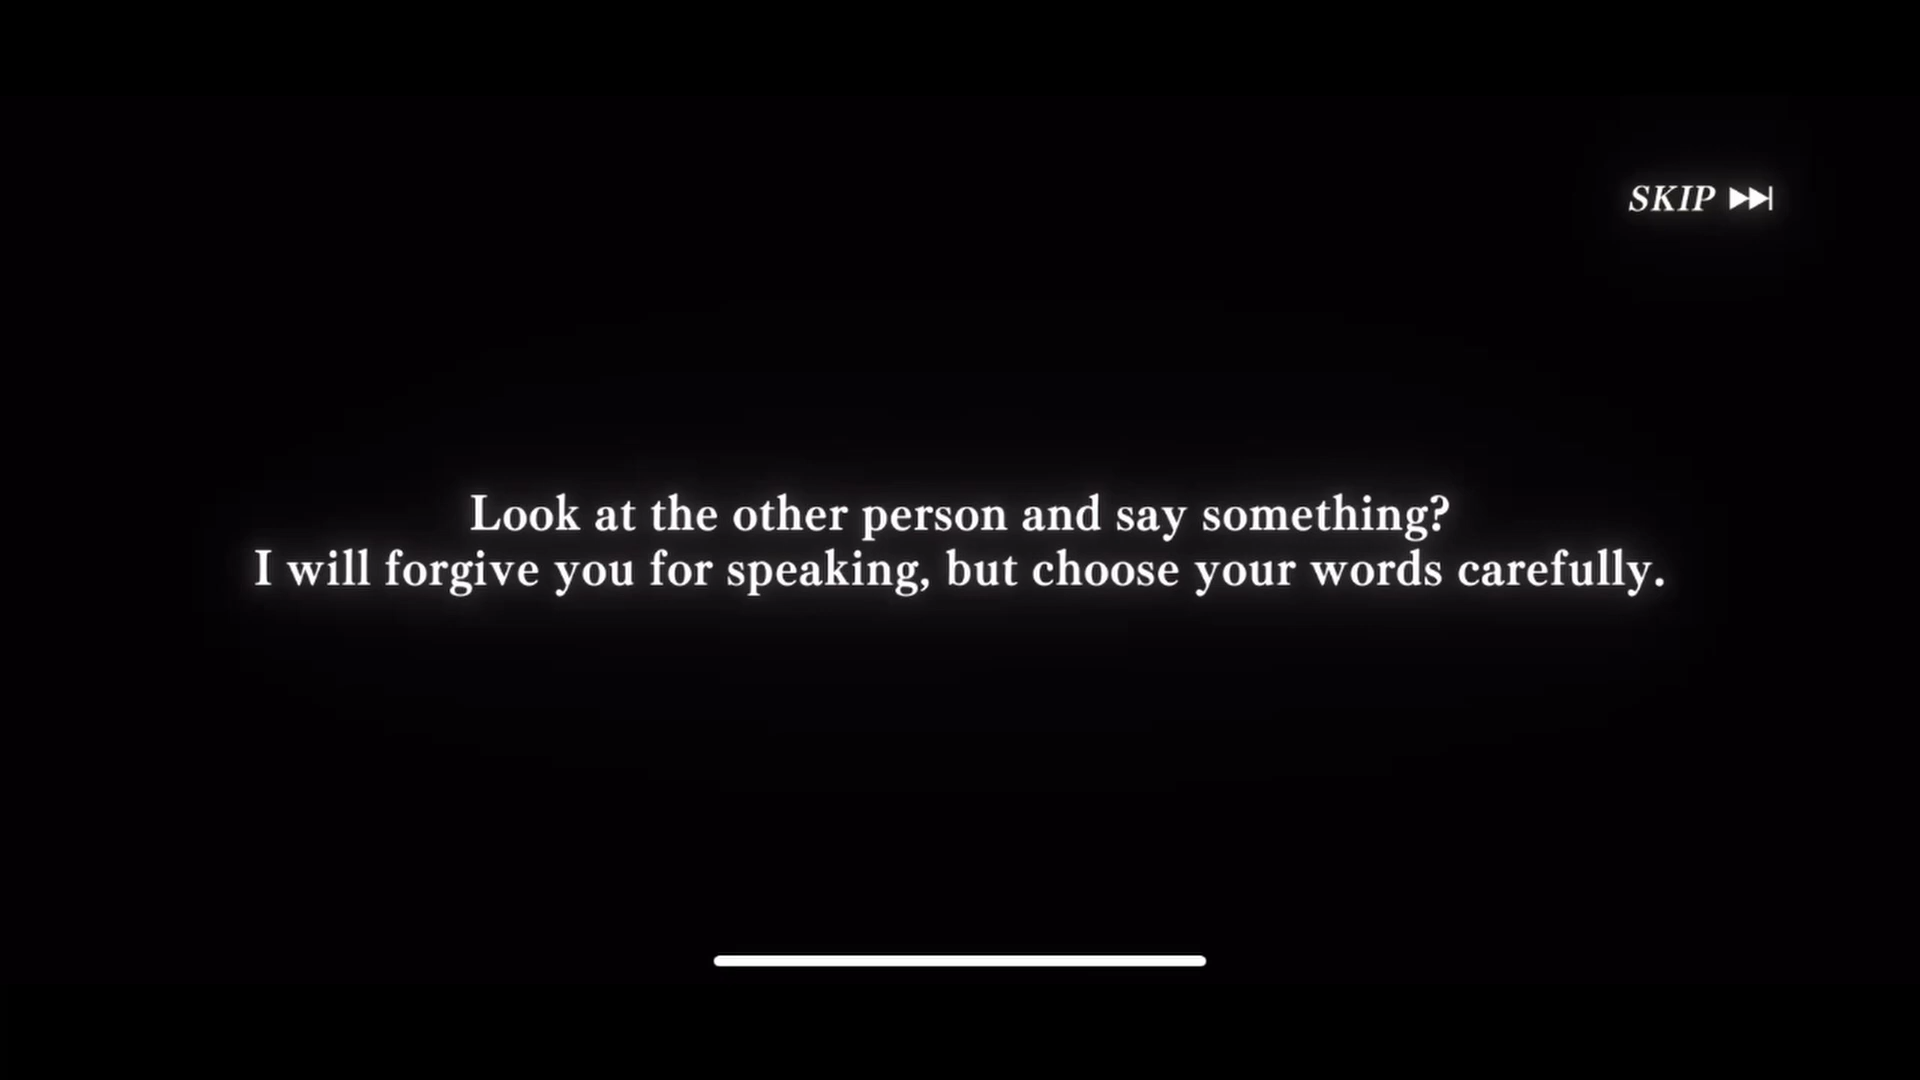 SKIP
Look at the other person and say something?
I will forgive you for speaking, but choose your words carefully.